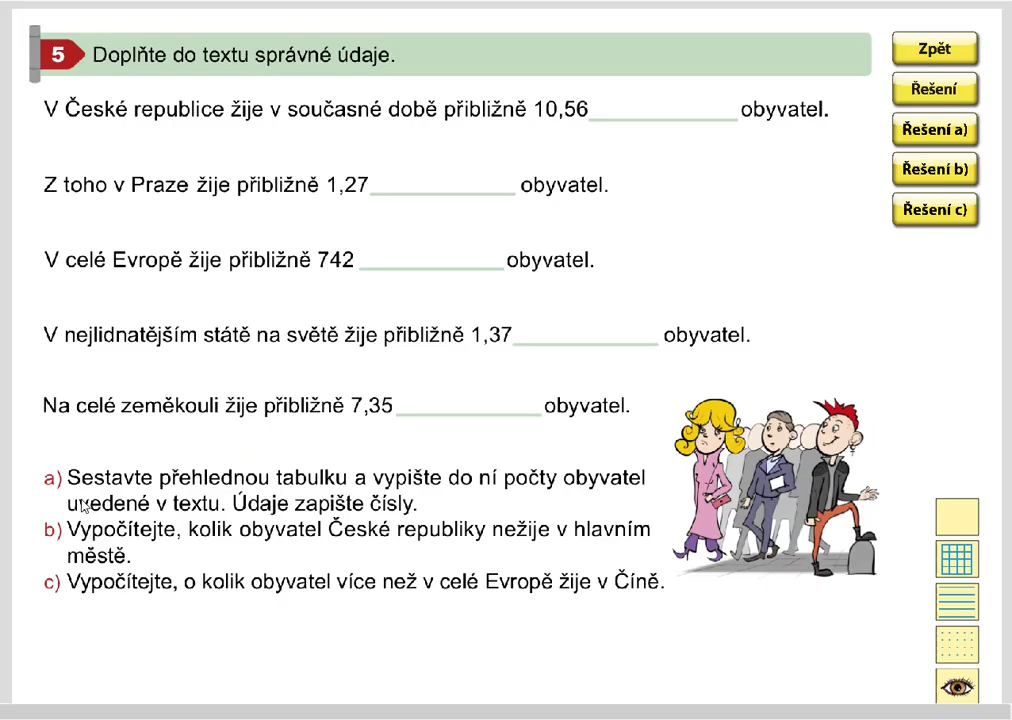 5 Doplňte do textu správné údaje.
Zpět
Řešení
Řešení a)
Řešení b)
Řešení c)
V České republice žije v současné době přibližně 10,56 obyvatel.
Z toho v Praze žije přibližně 1,27 obyvatel.
V celé Evropě žije přibližně 742 obyvatel.
V nejlidnatějším státě na světě žije přibližně 1,37 obyvatel.
Na celé zeměkouli žije přibližně 7,35 obyvatel.
a) Sestavte přehlednou tabulku a vypište do ní počty obyvatel
uvedené v textu. Údaje zapište čísly.
b) Vypočítejte, kolik obyvatel České republiky nežije v hlavním
městě.
c) Vypočítejte, o kolik obyvatel více než v celé Evropě žije v Číně.